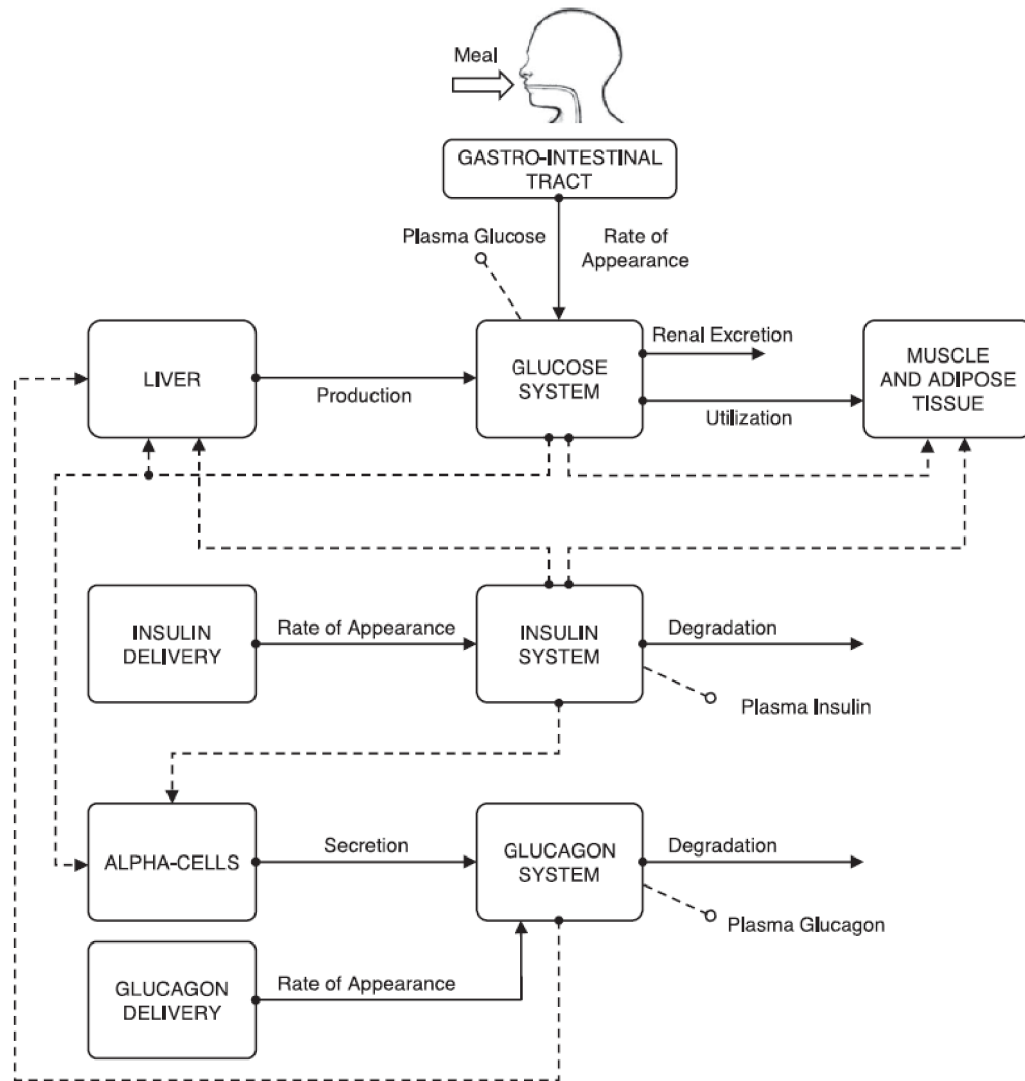 Meal
GASTRO-INTESTINAL
TRACT
Plasma Glucose
Rate of
Appearance
LIVER
Production
GLUCOSE
SYSTEM
Renal Excretion
Utilization
MUSCLE
AND ADIPOSE
TISSUE
INSULIN
DELIVERY
Rate of Appearance
INSULIN
SYSTEM
Degradation
Plasma Insulin
ALPHA-CELLS
Secretion
GLUCAGON
SYSTEM
Degradation
Plasma Glucagon
GLUCAGON
DELIVERY
Rate of Appearance